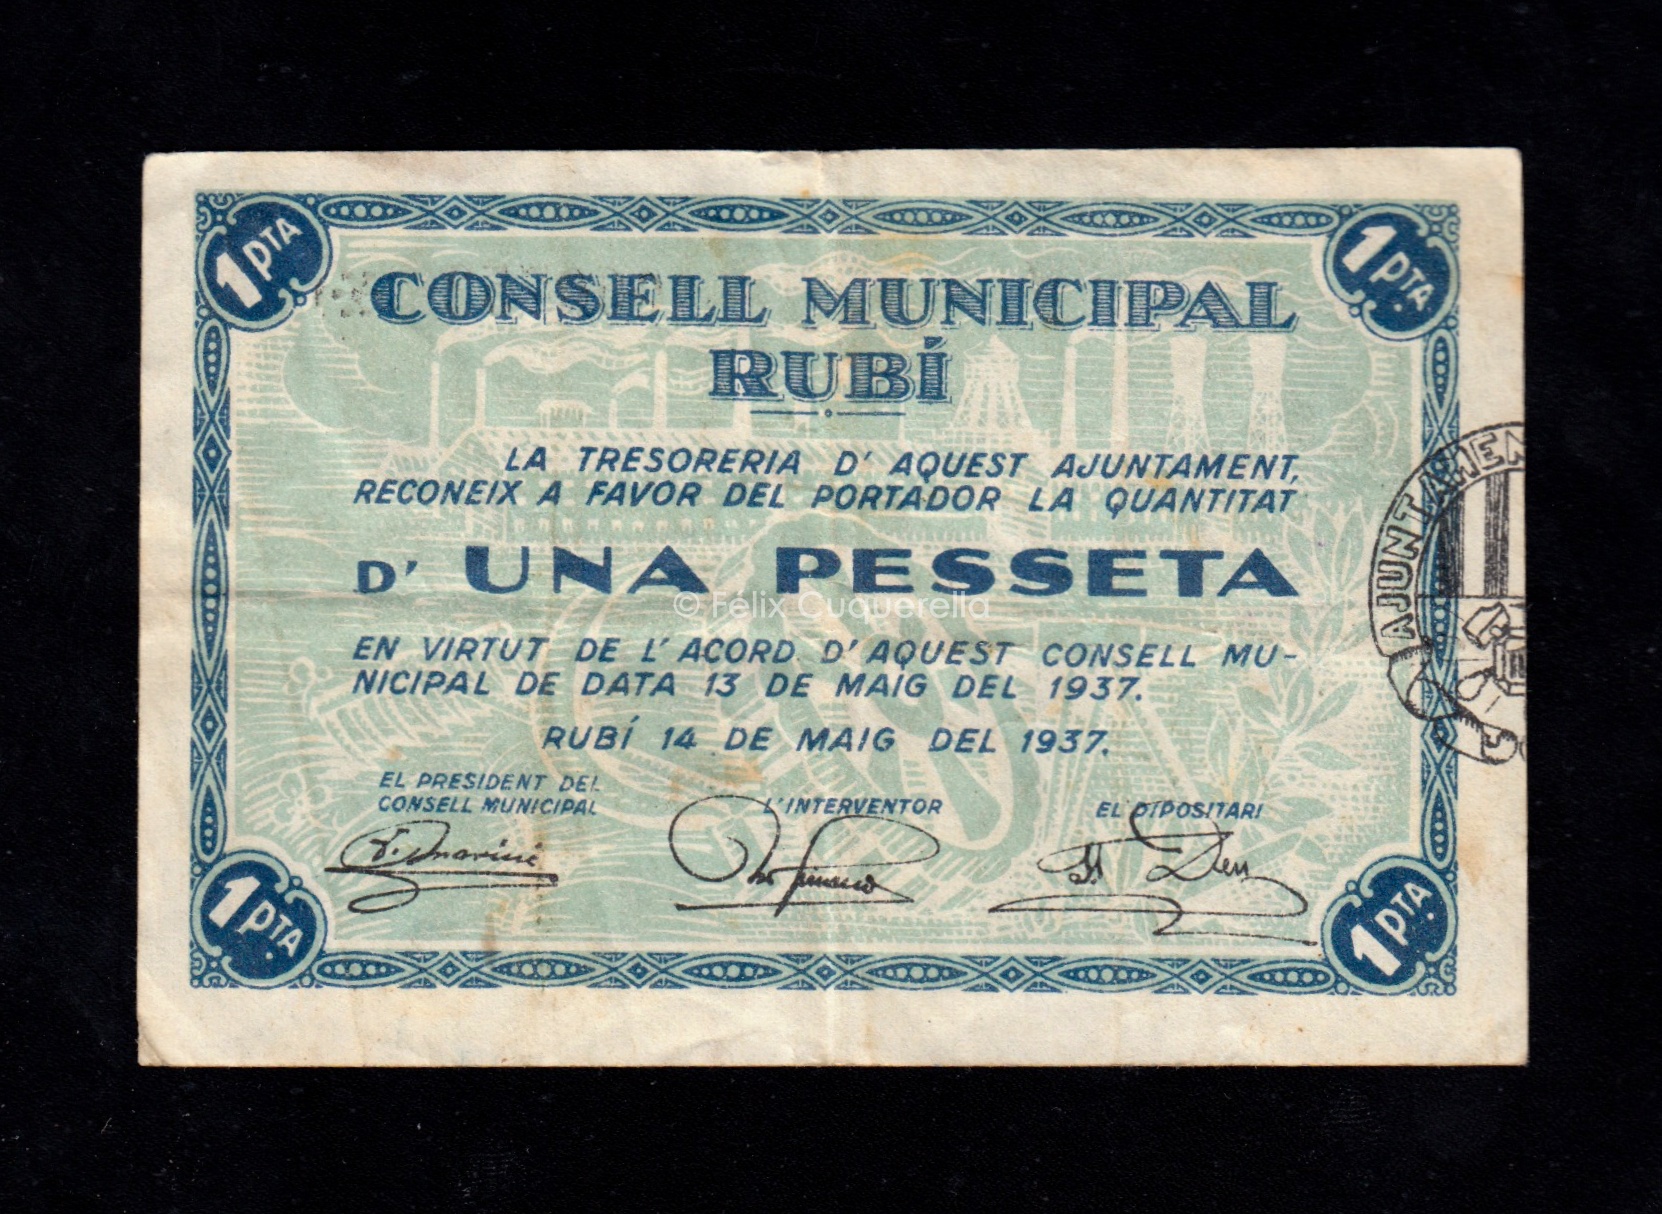 1 PTA
1 PTA.
CONSELL MUNICIPAL
RUBÍ
LA TRESORERIA D' AQUEST AJUNTAMENT,
RECONEIX A FAVOR DEL PORTADOR LA QUANTITAT
D' UNA PESSETA
© Felix Cuquerella
EN VIRTUT DE L' ACORD D' AQUEST CONSELL MU-
NICIPAL DE DATA 13 DE MAIG DEL 1937.
RUBÍ 14 DE MAIG DEL 1937.
EL PRESIDENT DEL
CONSELL MUNICIPAL
L'INTERVENTOR
EL DIPOSITARI
AJUNTAMEN
1 PTA.
1 PTA.